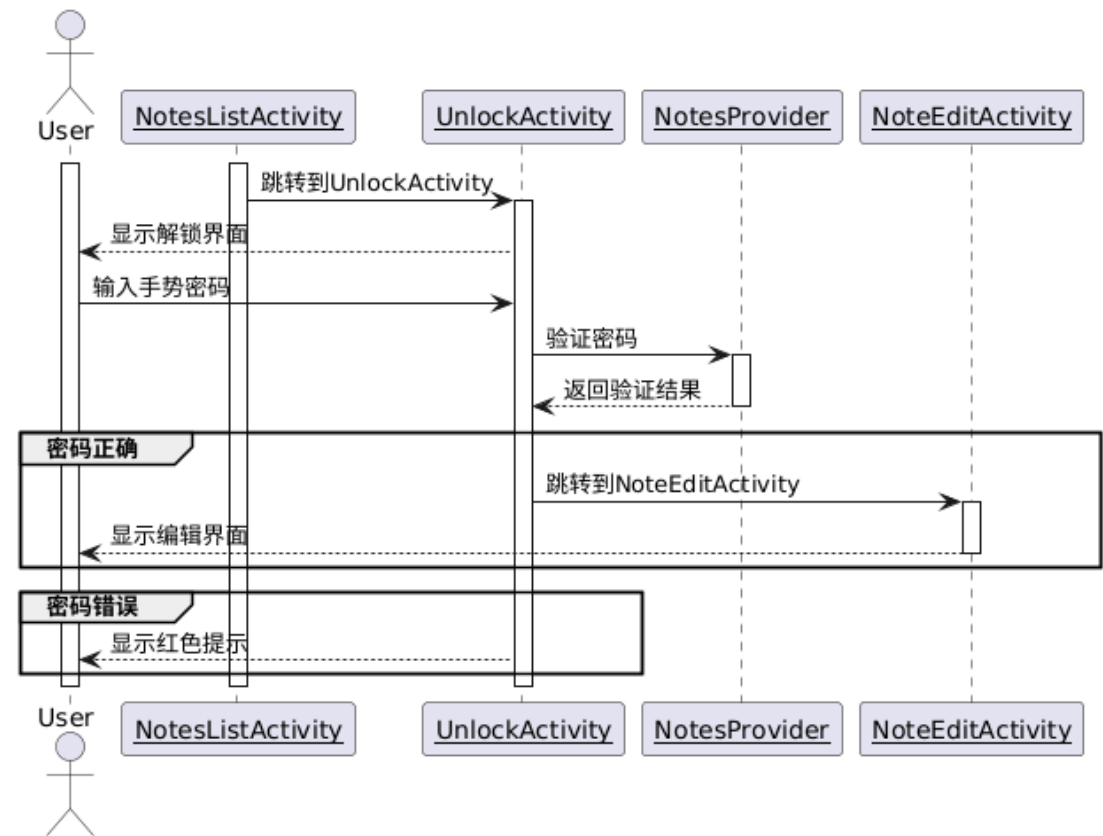 User
NotesListActivity
UnlockActivity
NotesProvider
NoteEditActivity
跳转到UnlockActivity
显示解锁界面
输入手势密码
验证密码
返回验证结果
密码正确
跳转到NoteEditActivity
显示编辑界面
密码错误
显示红色提示
User
NotesListActivity
UnlockActivity
NotesProvider
NoteEditActivity